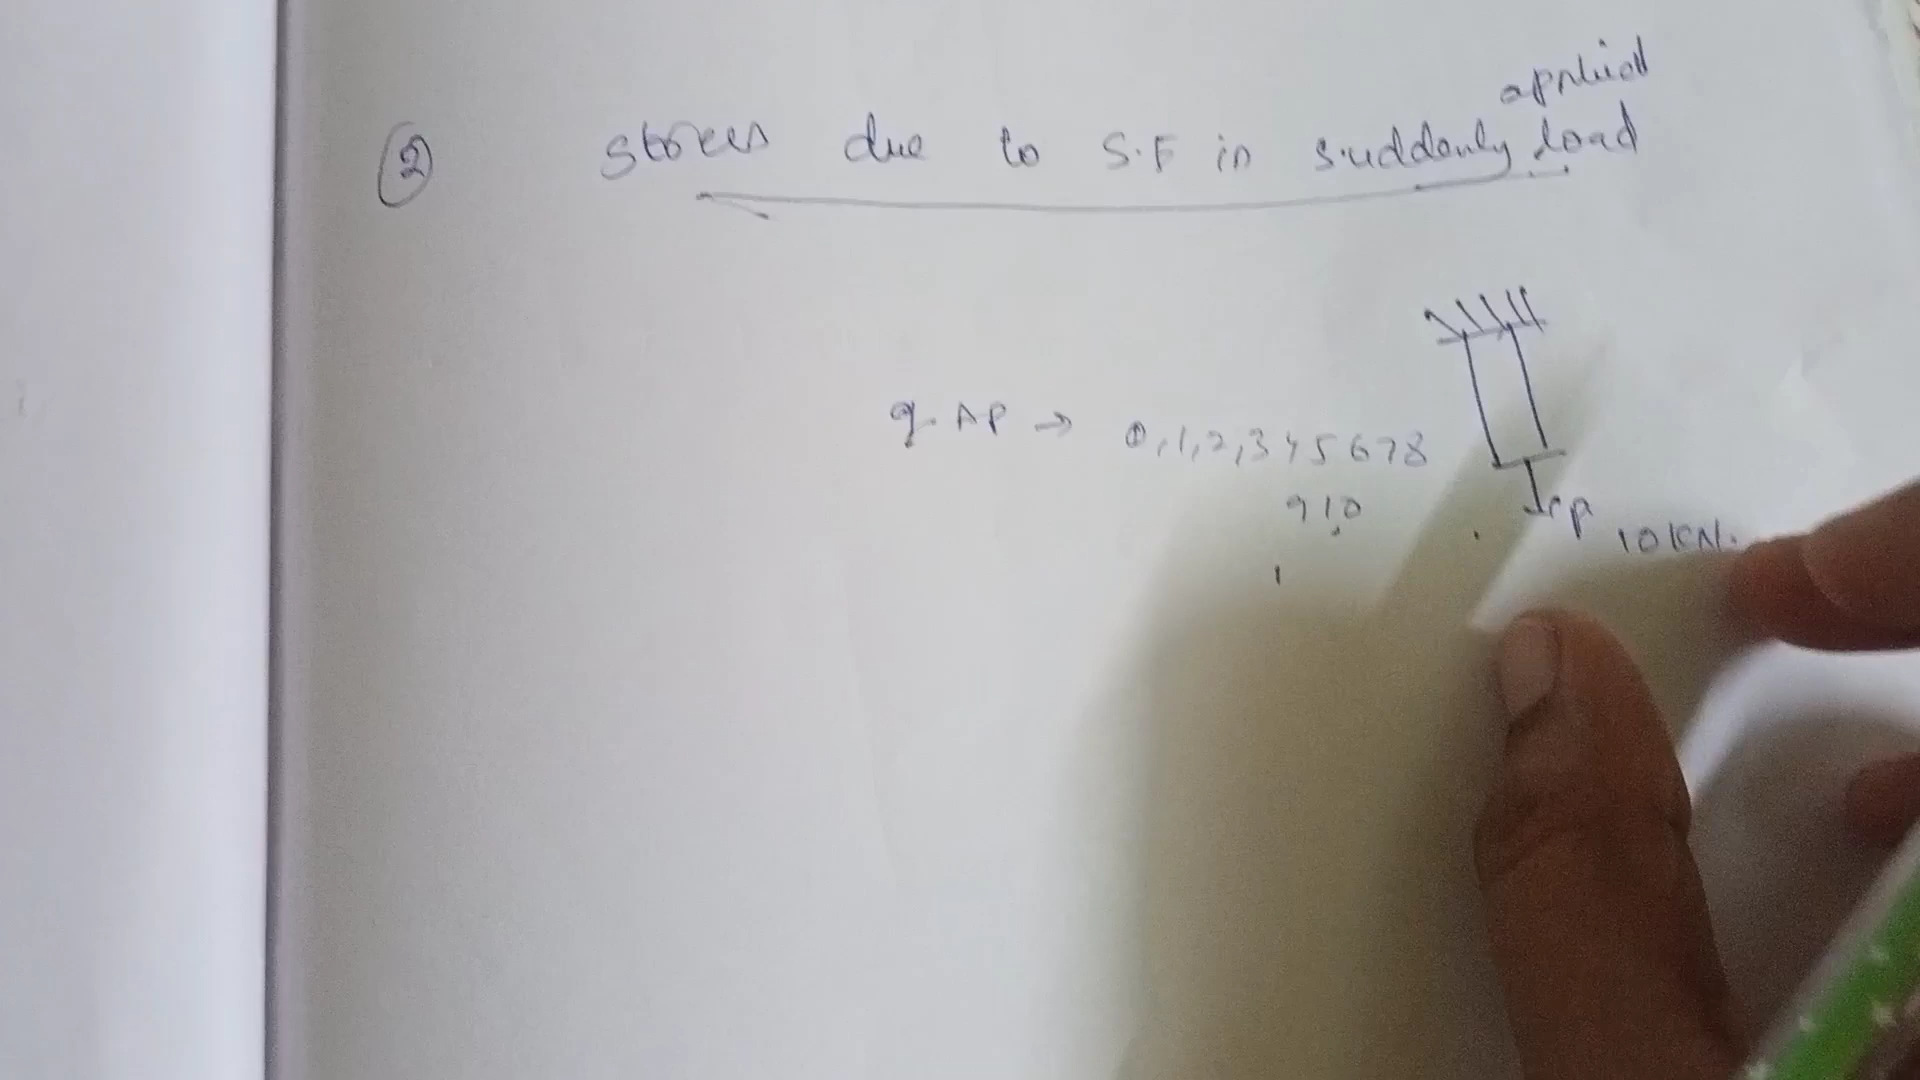 applied
② stress due to S.E in suddenly load
g. AP → 0,1,2,3 4 5 6 7 8
9 10
P
10 KN.